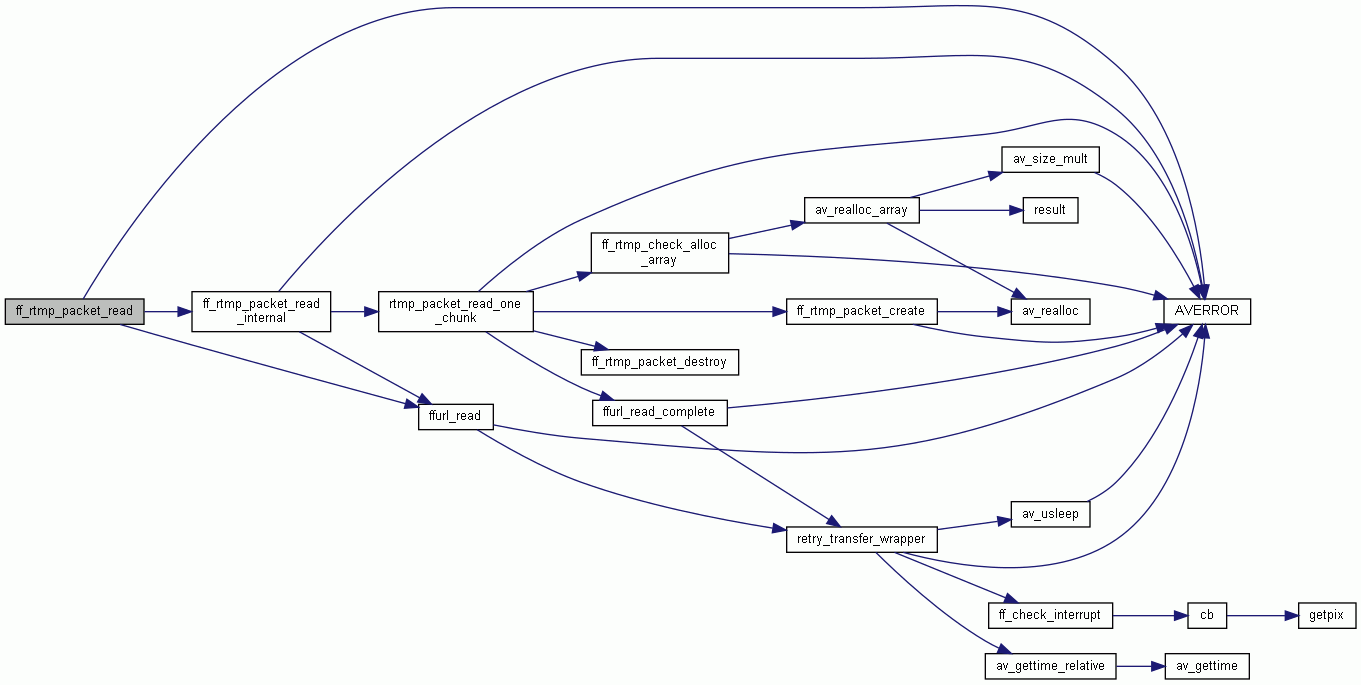 av_size_mult
av_realloc_array
result
ff_rtmp_check_alloc
_array
ff_rtmp_packet_read
ff_rtmp_packet_read
_internal
rtmp_packet_read_one
_chunk
ff_rtmp_packet_create
av_realloc
AVERROR
ff_rtmp_packet_destroy
ffurl_read
ffurl_read_complete
av_usleep
retry_transfer_wrapper
ff_check_interrupt
cb
getpix
av_gettime_relative
av_gettime